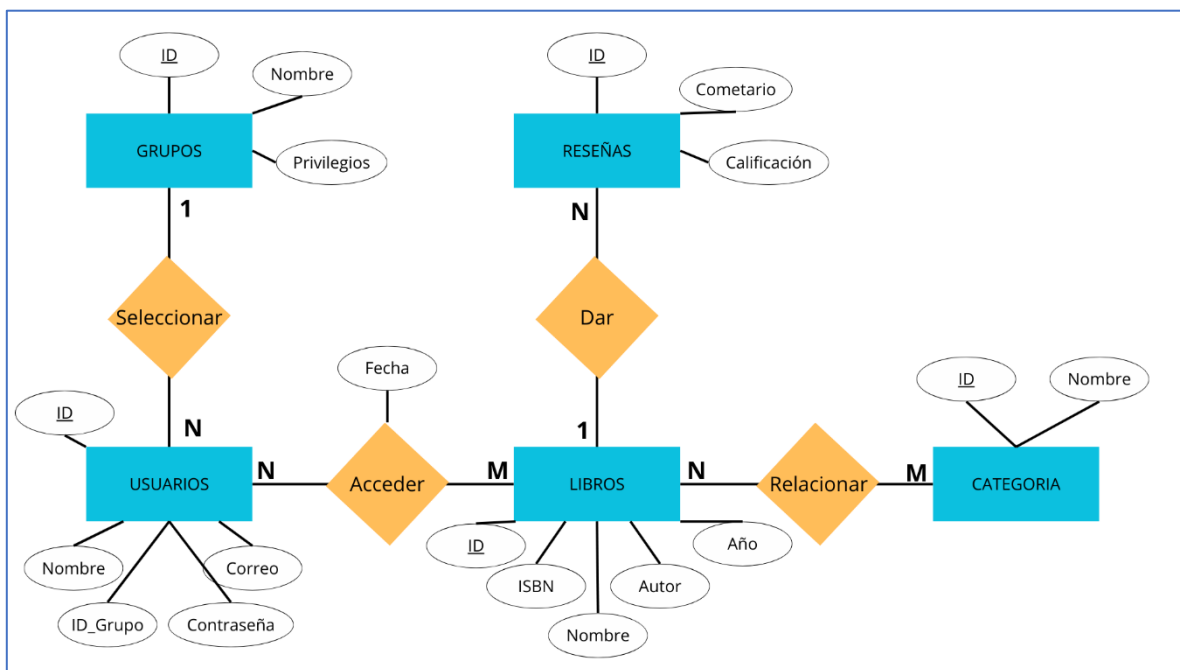 ID
Nombre
GRUPOS
Privilegios
1
Seleccionar
N
ID
USUARIOS
Nombre
ID_Grupo
Contraseña
Correo
N
Fecha
Acceder
M
ID
Cometario
RESEÑAS
Calificación
N
Dar
1
LIBROS
ID
ISBN
Nombre
Autor
Año
N
Relacionar
M
ID
Nombre
CATEGORIA